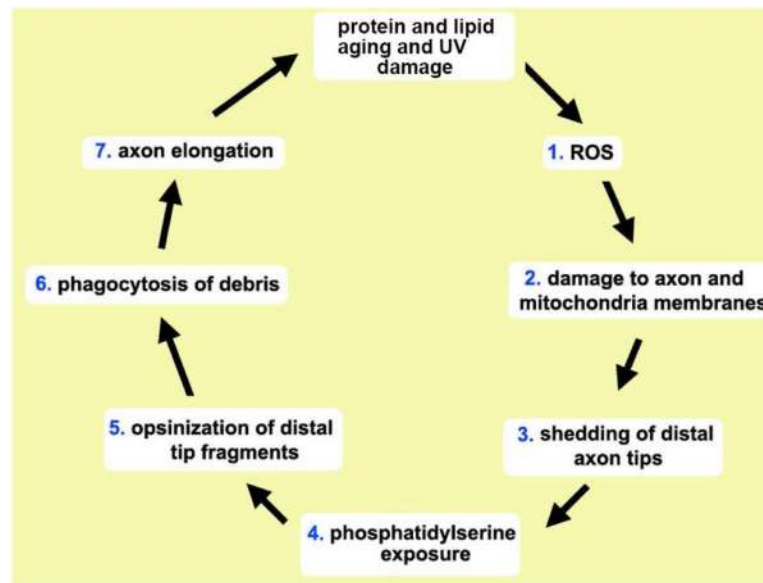 protein and lipid
aging and UV
damage
1. ROS
2. damage to axon and
mitochondria membranes
3. shedding of distal
axon tips
4. phosphatidylserine
exposure
5. opsinization of distal
tip fragments
6. phagocytosis of debris
7. axon elongation